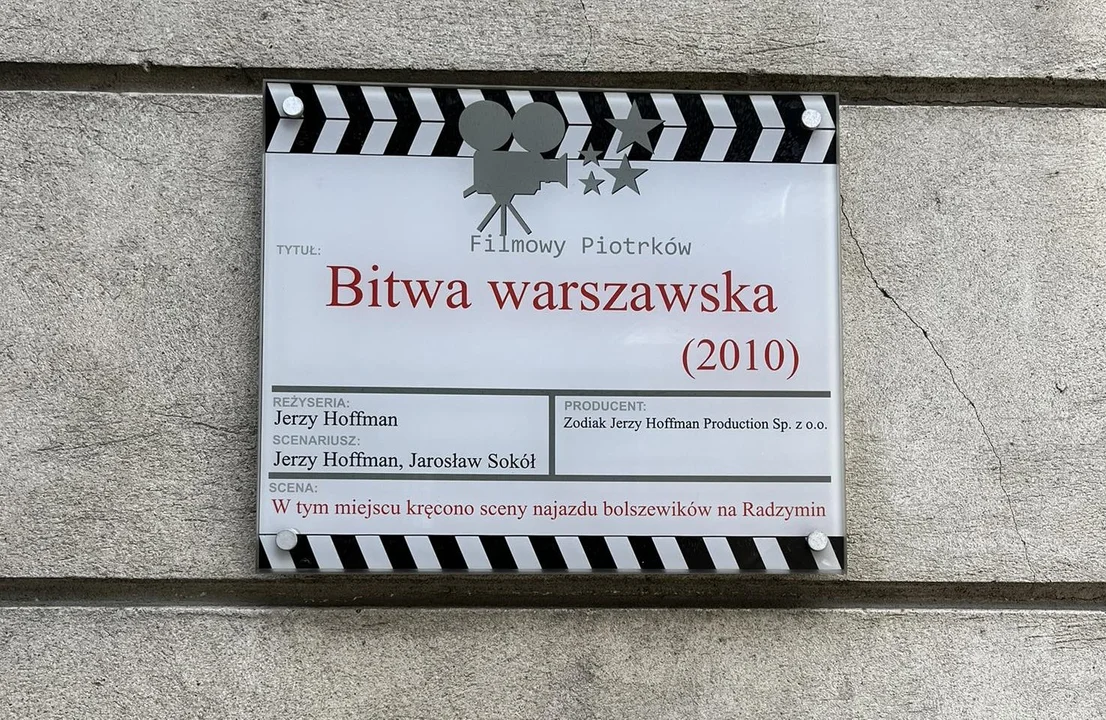 Filmowy Piotrków
TYTUŁ:
Bitwa warszawska
(2010)
REŻYSERIA:
Jerzy Hoffman
SCENARIUSZ:
Jerzy Hoffman, Jarosław Sokół
PRODUCENT:
Zodiak Jerzy Hoffman Production Sp. z o.o.
SCENA:
W tym miejscu kręcono sceny najazdu bolszewików na Radzymin